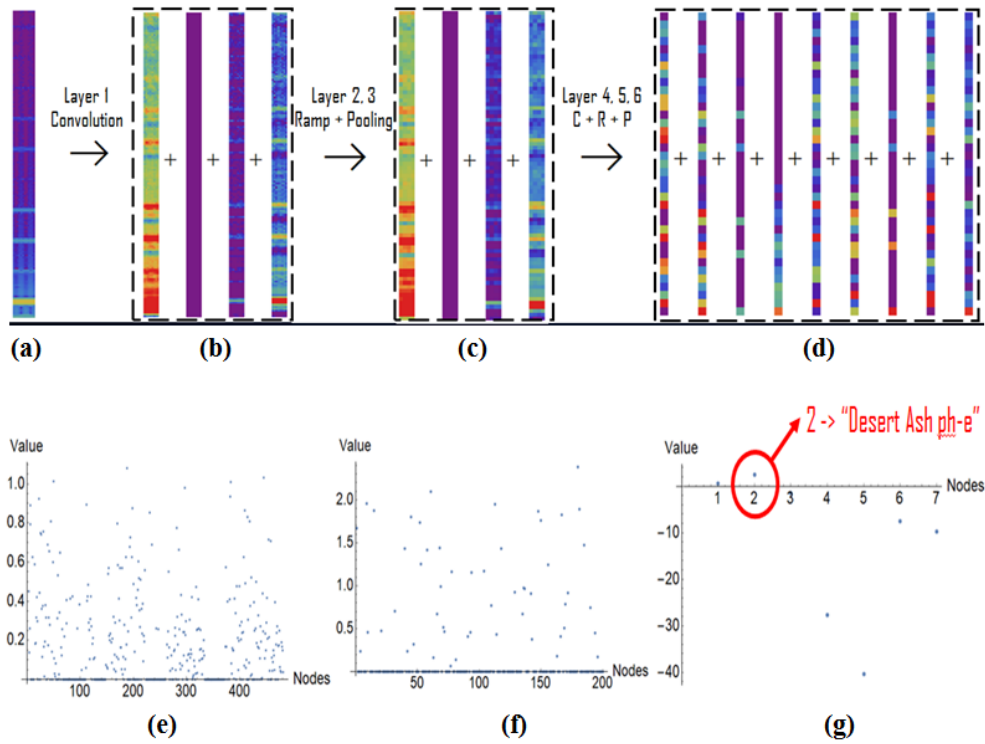 Layer 1
Convolution
Layer 2, 3
Ramp + Pooling
Layer 4, 5, 6
C + R + P
+ + +
+ + +
+ + + + + + + +
(a) (b) (c) (d)
2 -> “Desert Ash ph-e”
Value
1.0
0.8
0.6
0.4
0.2
100 200 300 400
Nodes
Value
2.0
1.5
1.0
0.5
50 100 150 200
Nodes
Value
Nodes
1 2 3 4 5 6 7
-10
-20
-30
-40
(e) (f) (g)